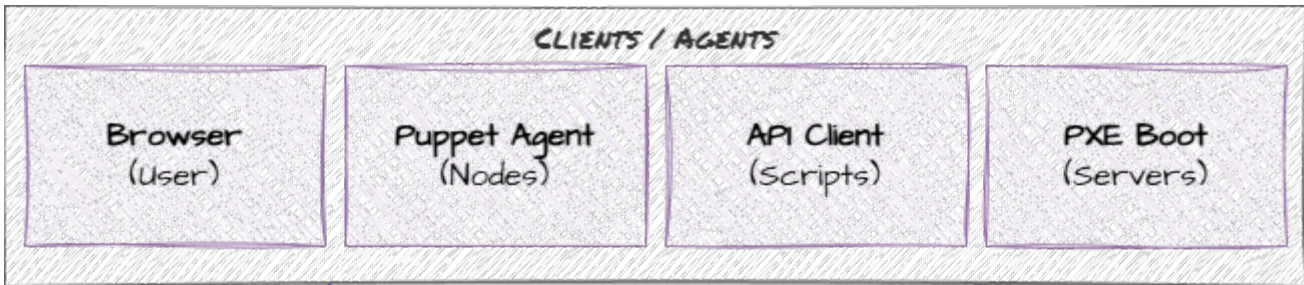 CLIENTS / AGENTS
Browser
(User)
Puppet Agent
(Nodes)
API Client
(Scripts)
PXE Boot
(Servers)